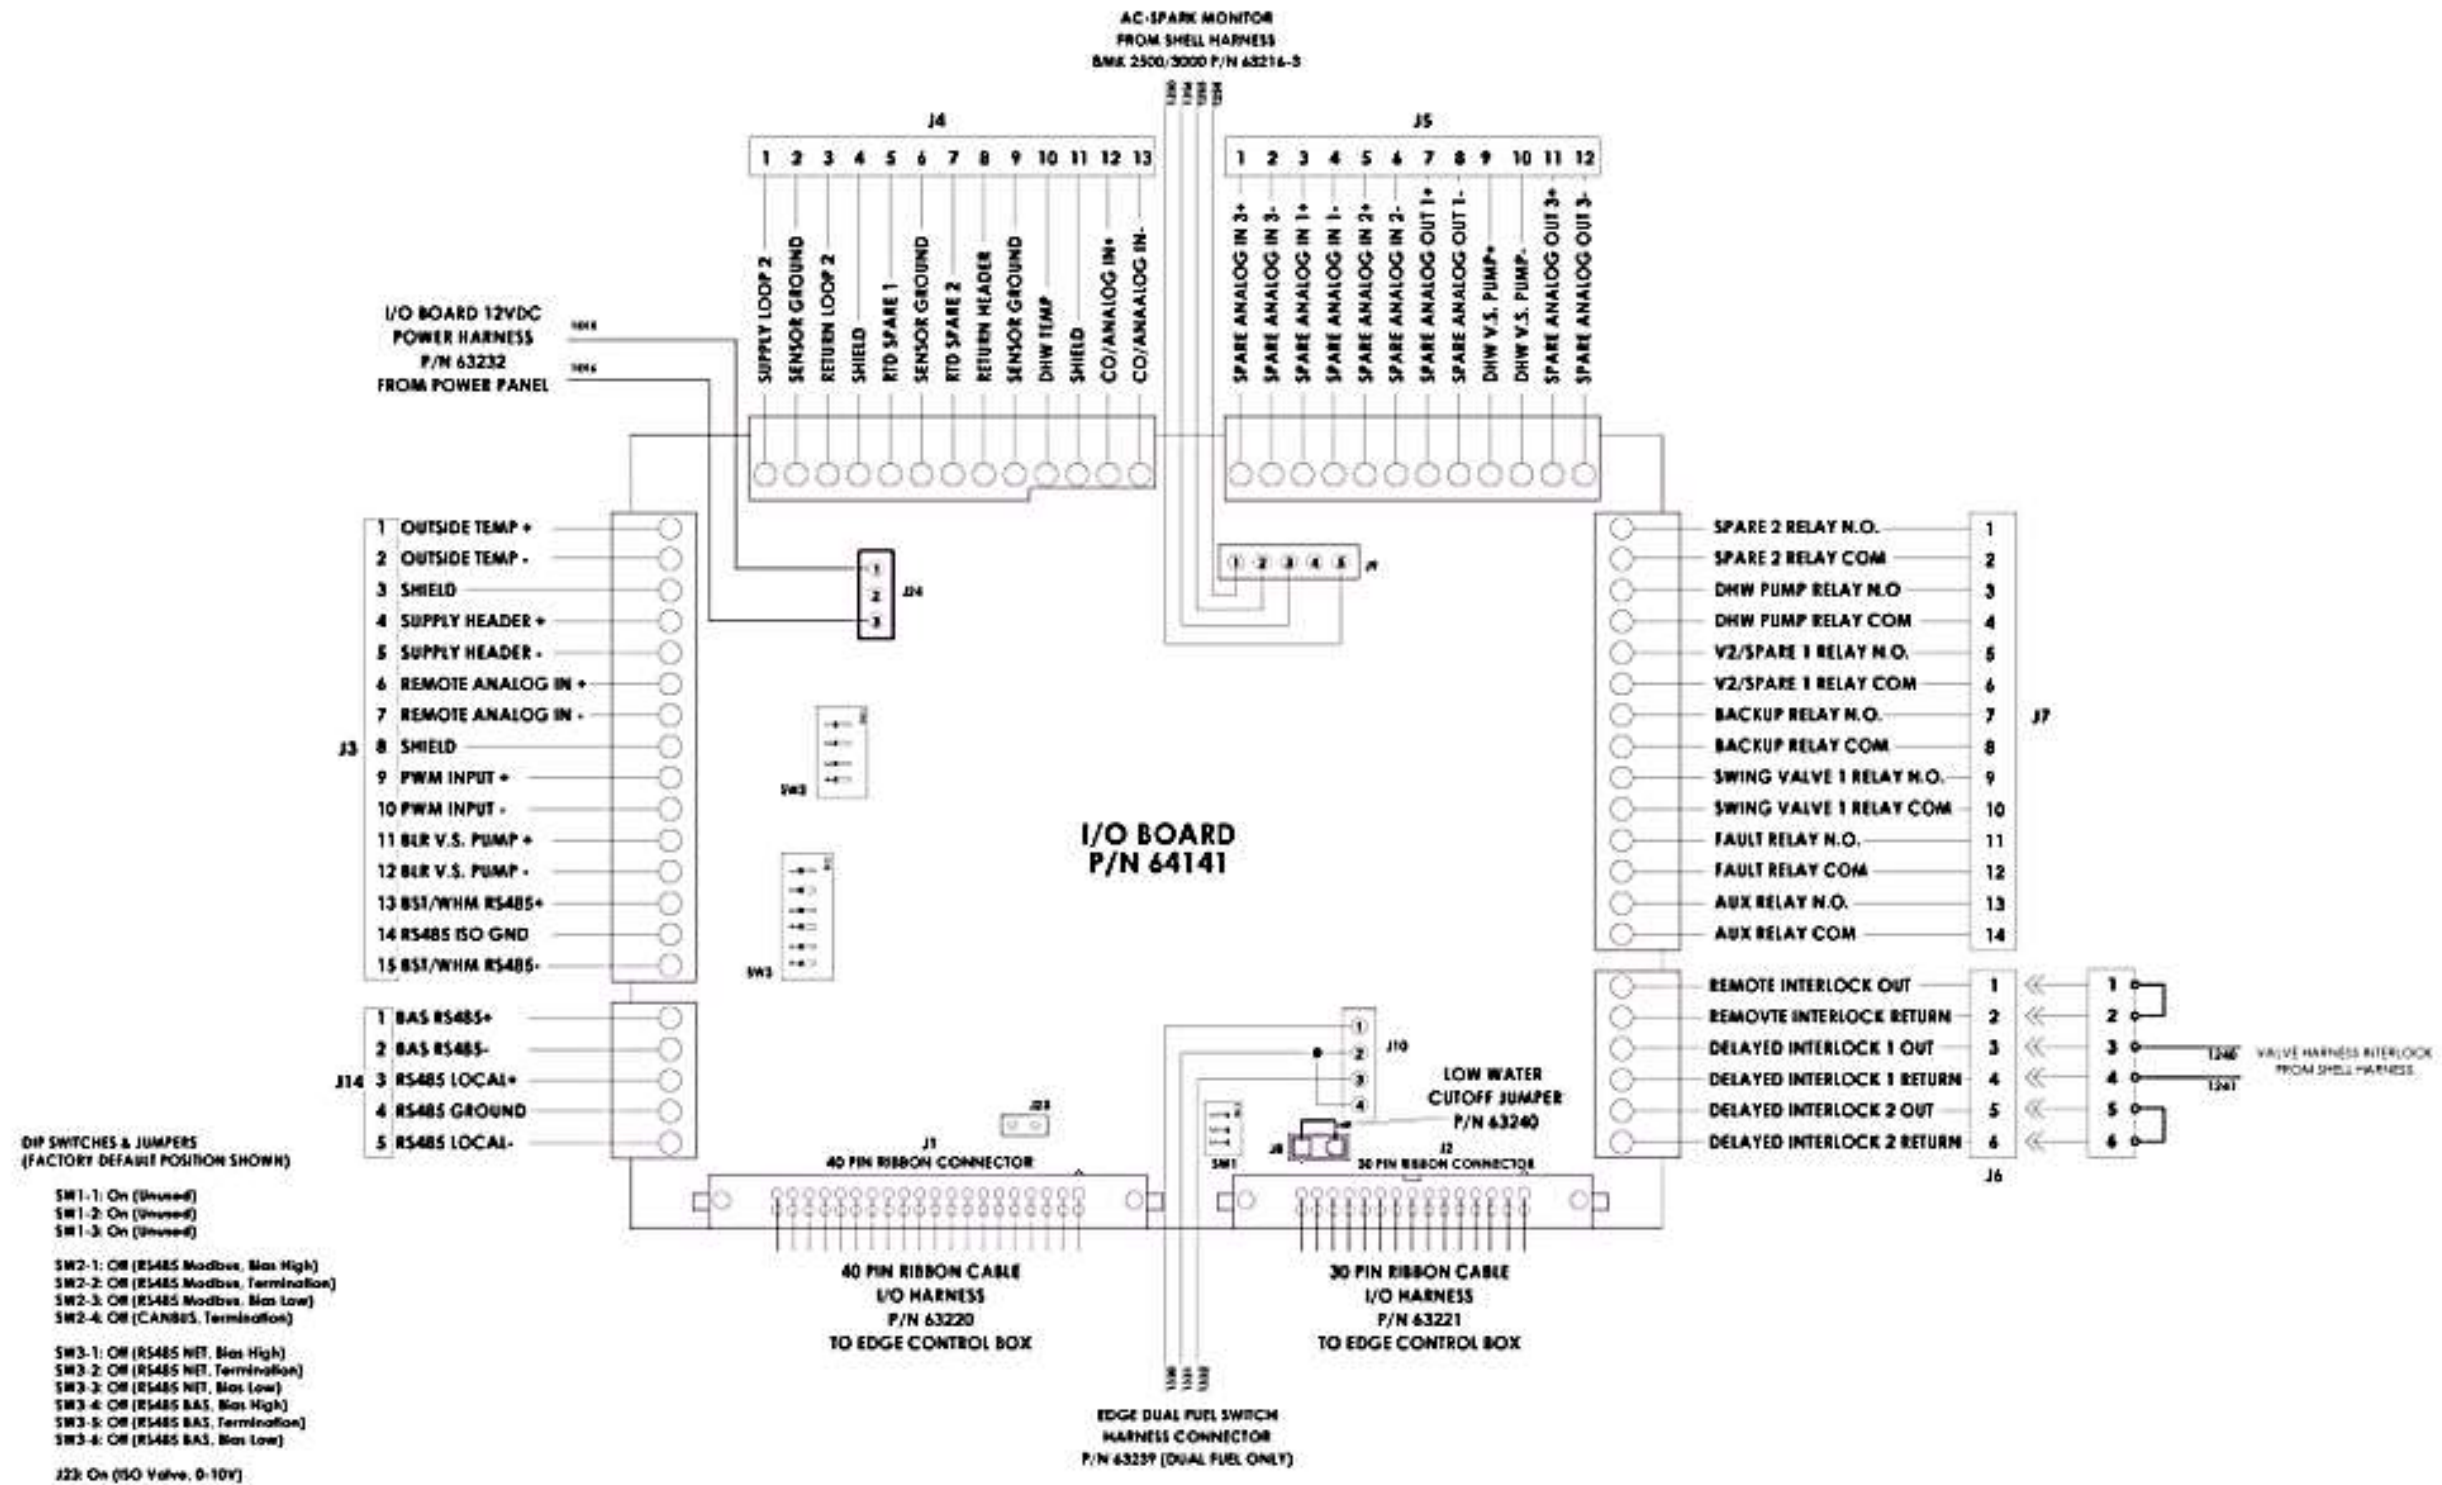 AC-SPARK MONITOR
FROM SHELL HARNESS
BMK 2500/3000 P/N 63216-3
J4
1 2 3 4 5 6 7 8 9 10 11 12 13
SUPPLY LOOP 2
SENSOR GROUND
RETURN LOOP 2
SHIELD
RTD SPARE 1
SENSOR GROUND
RTD SPARE 2
RETURN HEADER
SENSOR GROUND
DHW TEMP
SHIELD
CO/ANALOG IN+
CO/ANALOG IN-
J5
1 2 3 4 5 6 7 8 9 10 11 12
SPARE ANALOG IN 3+
SPARE ANALOG IN 3-
SPARE ANALOG IN 1+
SPARE ANALOG IN 1-
SPARE ANALOG IN 2+
SPARE ANALOG IN 2-
SPARE ANALOG OUT 1+
SPARE ANALOG OUT 1-
DHW V.S. PUMP+
DHW V.S. PUMP-
SPARE ANALOG OUT 3+
SPARE ANALOG OUT 3-
I/O BOARD 12VDC
POWER HARNESS
P/N 63232
FROM POWER PANEL
1
2
3
J24
1 2 3 4 5
J3
1 OUTSIDE TEMP +
2 OUTSIDE TEMP -
3 SHIELD
4 SUPPLY HEADER +
5 SUPPLY HEADER -
6 REMOTE ANALOG IN +
7 REMOTE ANALOG IN -
8 SHIELD
9 PWM INPUT +
10 PWM INPUT -
11 BLR V.S. PUMP +
12 BLR V.S. PUMP -
13 BST/WHM RS485+
14 RS485 ISO GND
15 BST/WHM RS485-
J14
1 BAS RS485+
2 BAS RS485-
3 RS485 LOCAL+
4 RS485 GROUND
5 RS485 LOCAL-
SW3
I/O BOARD
P/N 64141
SPARE 2 RELAY N.O. 1
SPARE 2 RELAY COM 2
DHW PUMP RELAY N.O 3
DHW PUMP RELAY COM 4
V2/SPARE 1 RELAY N.O. 5
V2/SPARE 1 RELAY COM 6
BACKUP RELAY N.O. 7
BACKUP RELAY COM 8
SWING VALVE 1 RELAY N.O. 9
SWING VALVE 1 RELAY COM 10
FAULT RELAY N.O. 11
FAULT RELAY COM 12
AUX RELAY N.O. 13
AUX RELAY COM 14
J7
REMOTE INTERLOCK OUT 1 1
REMOVTE INTERLOCK RETURN 2 2
DELAYED INTERLOCK 1 OUT 3 3
DELAYED INTERLOCK 1 RETURN 4 4
DELAYED INTERLOCK 2 OUT 5 5
DELAYED INTERLOCK 2 RETURN 6 6
J6
1240
1241
VALVE HARNESS INTERLOCK
FROM SHELL HARNESS
1
2
3
4
J10
LOW WATER
CUTOFF JUMPER
P/N 63240
SW1
J1
40 PIN RIBBON CONNECTOR
J2
30 PIN RIBBON CONNECTOR
40 PIN RIBBON CABLE
I/O HARNESS
P/N 63220
TO EDGE CONTROL BOX
30 PIN RIBBON CABLE
I/O HARNESS
P/N 63221
TO EDGE CONTROL BOX
EDGE DUAL FUEL SWITCH
HARNESS CONNECTOR
P/N 63239 (DUAL FUEL ONLY)
DIP SWITCHES & JUMPERS
(FACTORY DEFAULT POSITION SHOWN)
SW1-1: On (Unused)
SW1-2: On (Unused)
SW1-3: On (Unused)
SW2-1: Off (RS485 Modbus, Bias High)
SW2-2: Off (RS485 Modbus, Termination)
SW2-3: Off (RS485 Modbus, Bias Low)
SW2-4: Off (CANBUS, Termination)
SW3-1: Off (RS485 NET, Bias High)
SW3-2: Off (RS485 NET, Termination)
SW3-3: Off (RS485 NET, Bias Low)
SW3-4: Off (RS485 BAS, Bias High)
SW3-5: Off (RS485 BAS, Termination)
SW3-6: Off (RS485 BAS, Bias Low)
J23: On (ISO Valve, 0-10V)